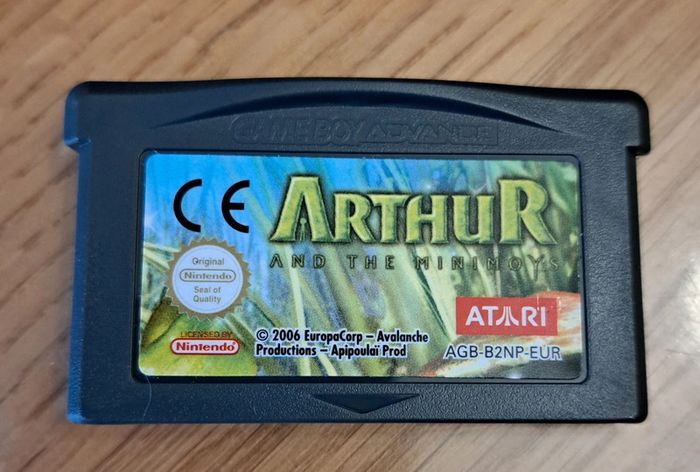 GAME BOY ADVANCE
CE
ARTHUR
AND THE MINIMOYS
Original
Nintendo
Seal of
Quality
LICENSED BY
Nintendo
© 2006 EuropaCorp – Avalanche
Productions – Apipoulaï Prod
ATARI
AGB-B2NP-EUR